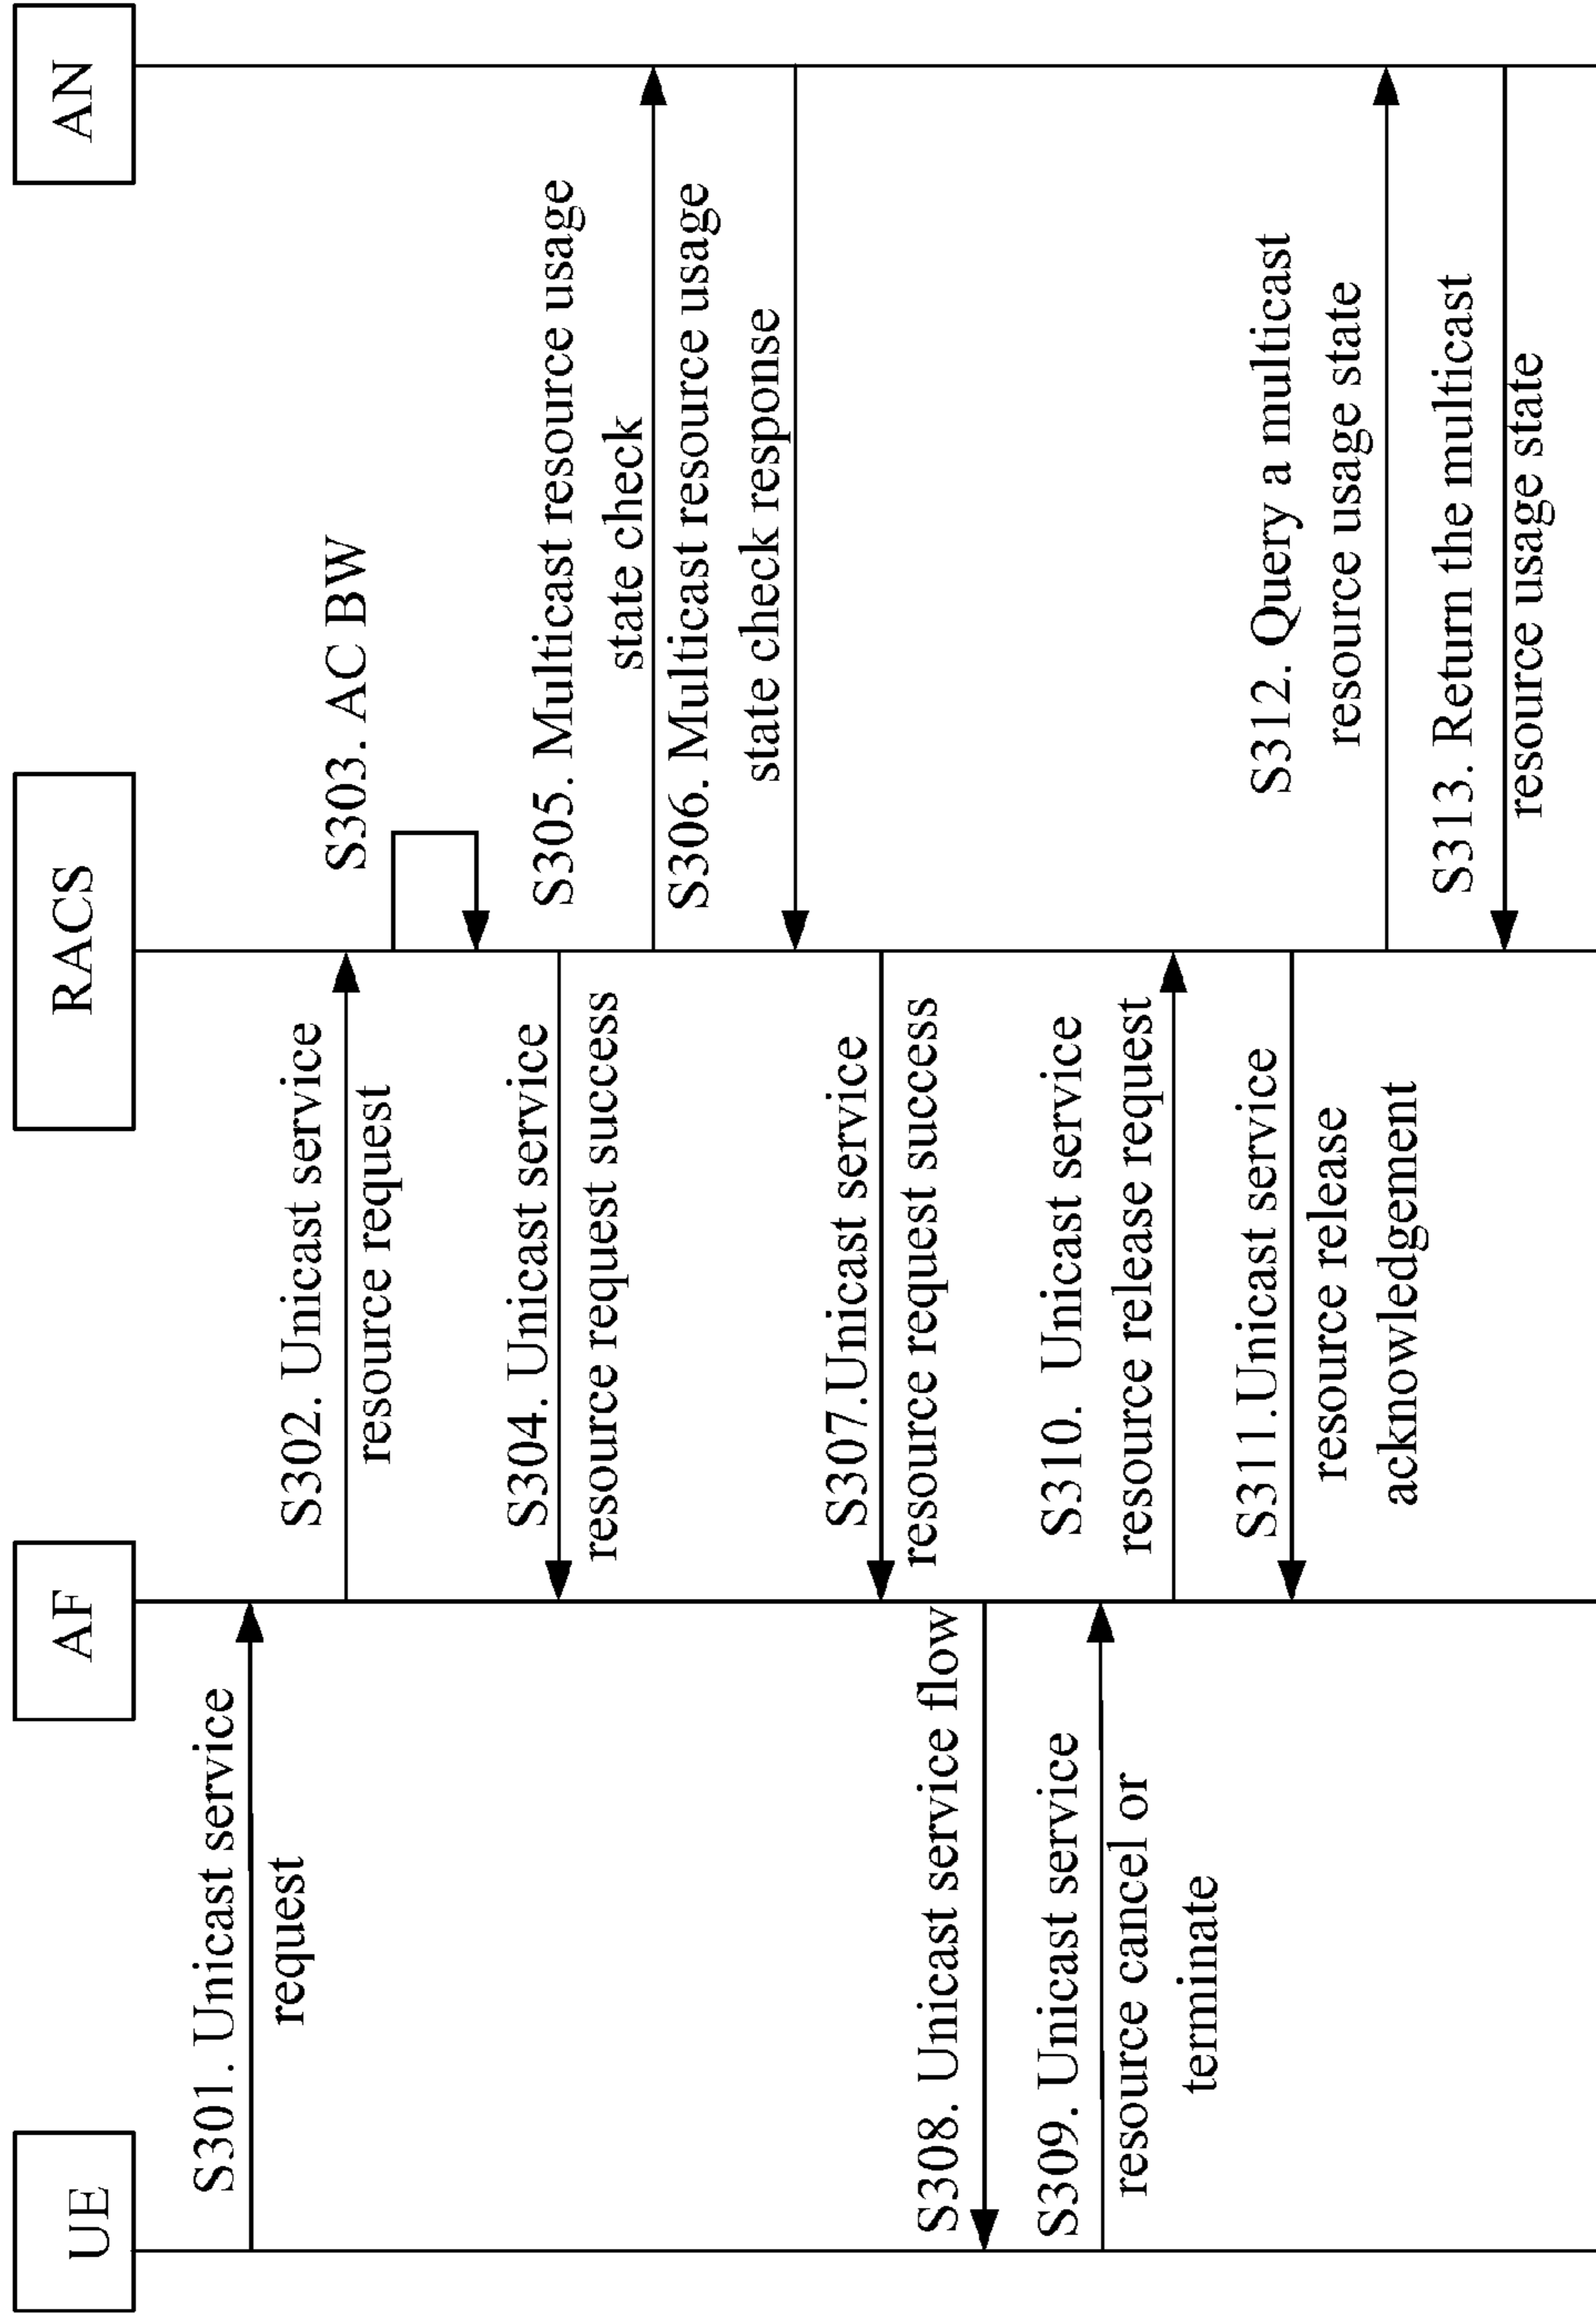 UE
AF
RACS
AN
S301. Unicast service
request
S302. Unicast service
resource request
S303. AC BW
S304. Unicast service
resource request success
S305. Multicast resource usage
state check
S306. Multicast resource usage
state check response
S307.Unicast service
resource request success
S308. Unicast service flow
S309. Unicast service
resource cancel or
terminate
S310. Unicast service
resource release request
S311.Unicast service
resource release
acknowledgement
S312. Query a multicast
resource usage state
S313. Return the multicast
resource usage state